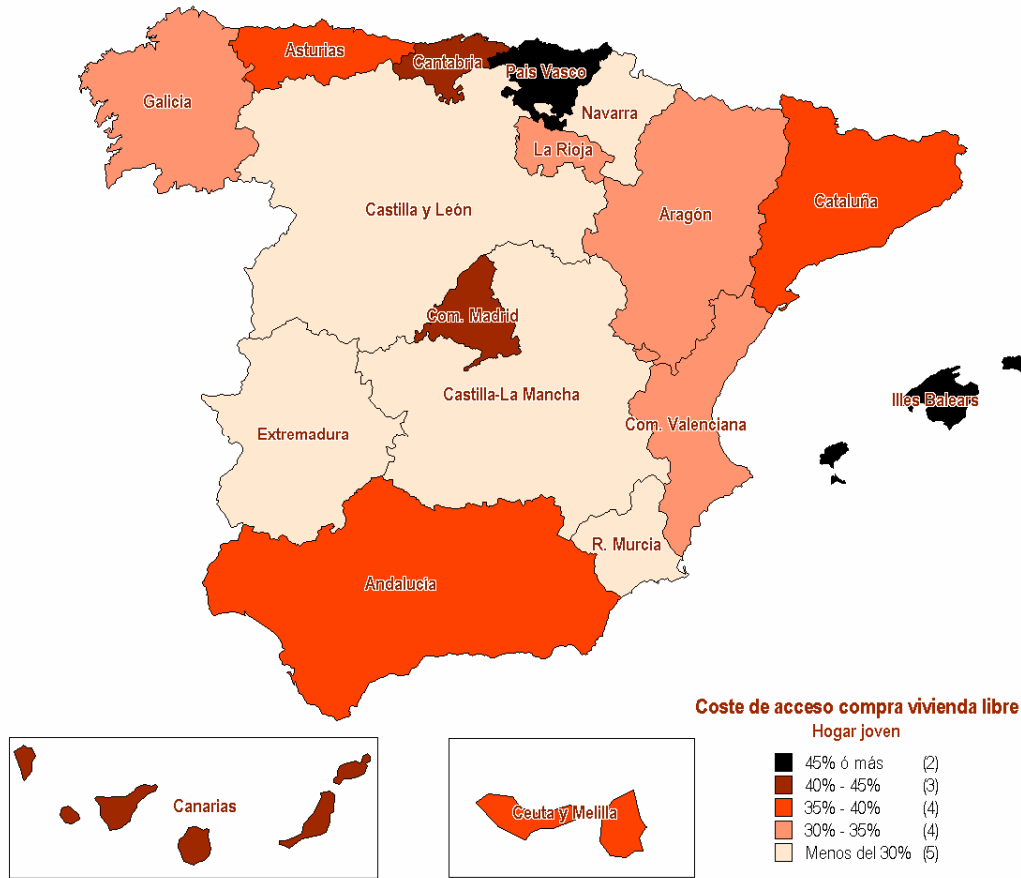 Asturias
Cantabria
Pais Vasco
Galicia
Navarra
La Rioja
Castilla y León
Aragón
Cataluña
Com. Madrid
Castilla-La Mancha
Illes Balears
Extremadura
Com. Valenciana
R. Murcia
Andalucía
Canarias
Ceuta y Melilla
Coste de acceso compra vivienda libre
Hogar joven
45% ó más (2)
40% - 45% (3)
35% - 40% (4)
30% - 35% (4)
Menos del 30% (5)